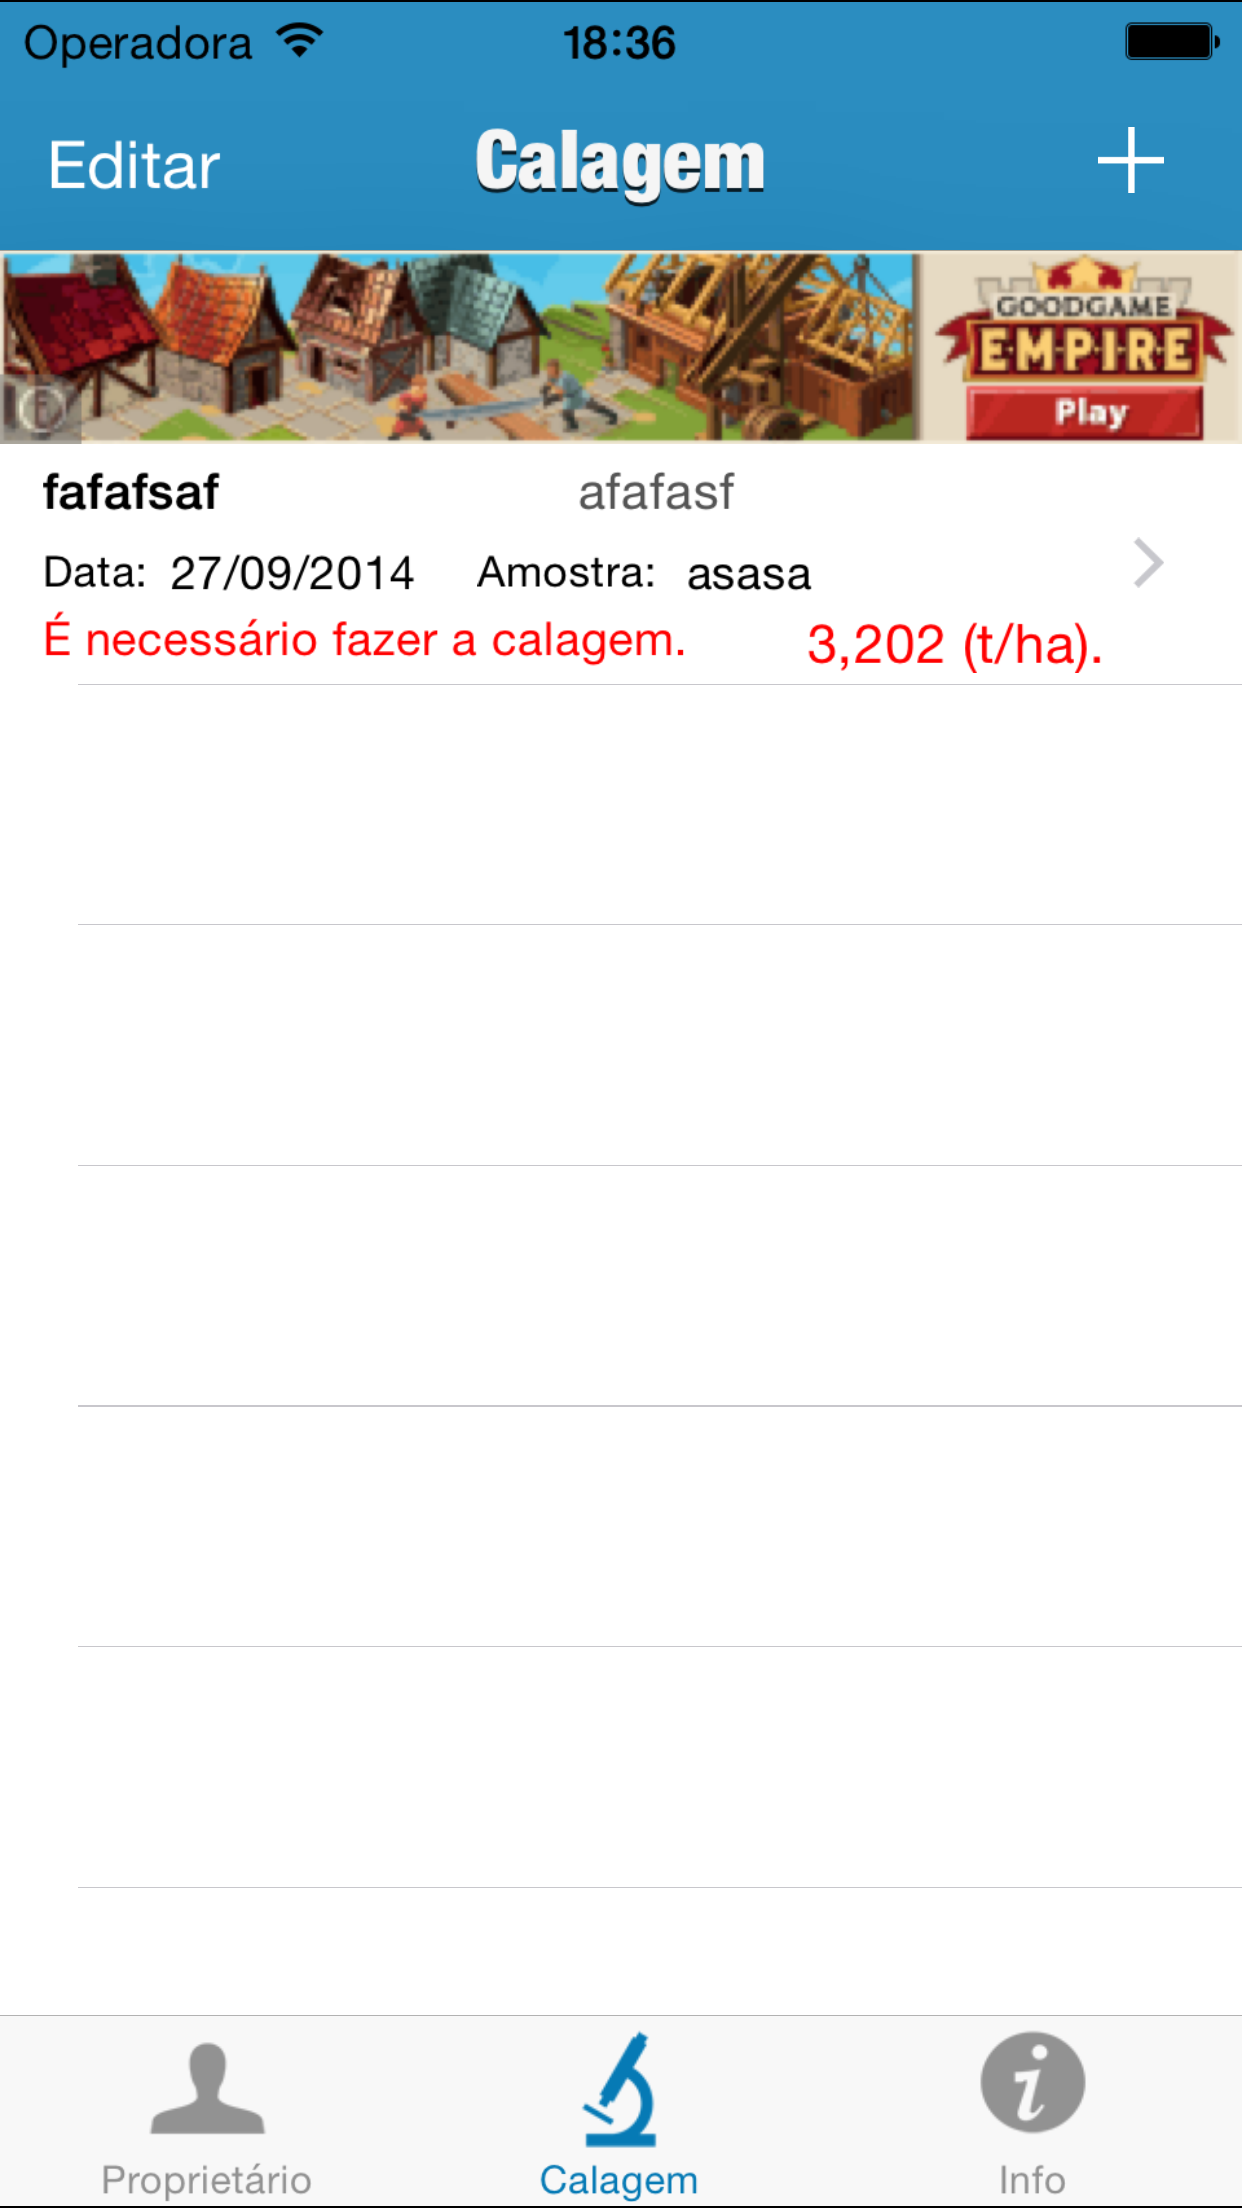 Operadora 18:36
Editar Calagem
GOODGAME
EMPIRE
Play
fafafsaf afafasf
Data: 27/09/2014 Amostra: asasa
É necessário fazer a calagem. 3,202 (t/ha).
Proprietário Calagem Info